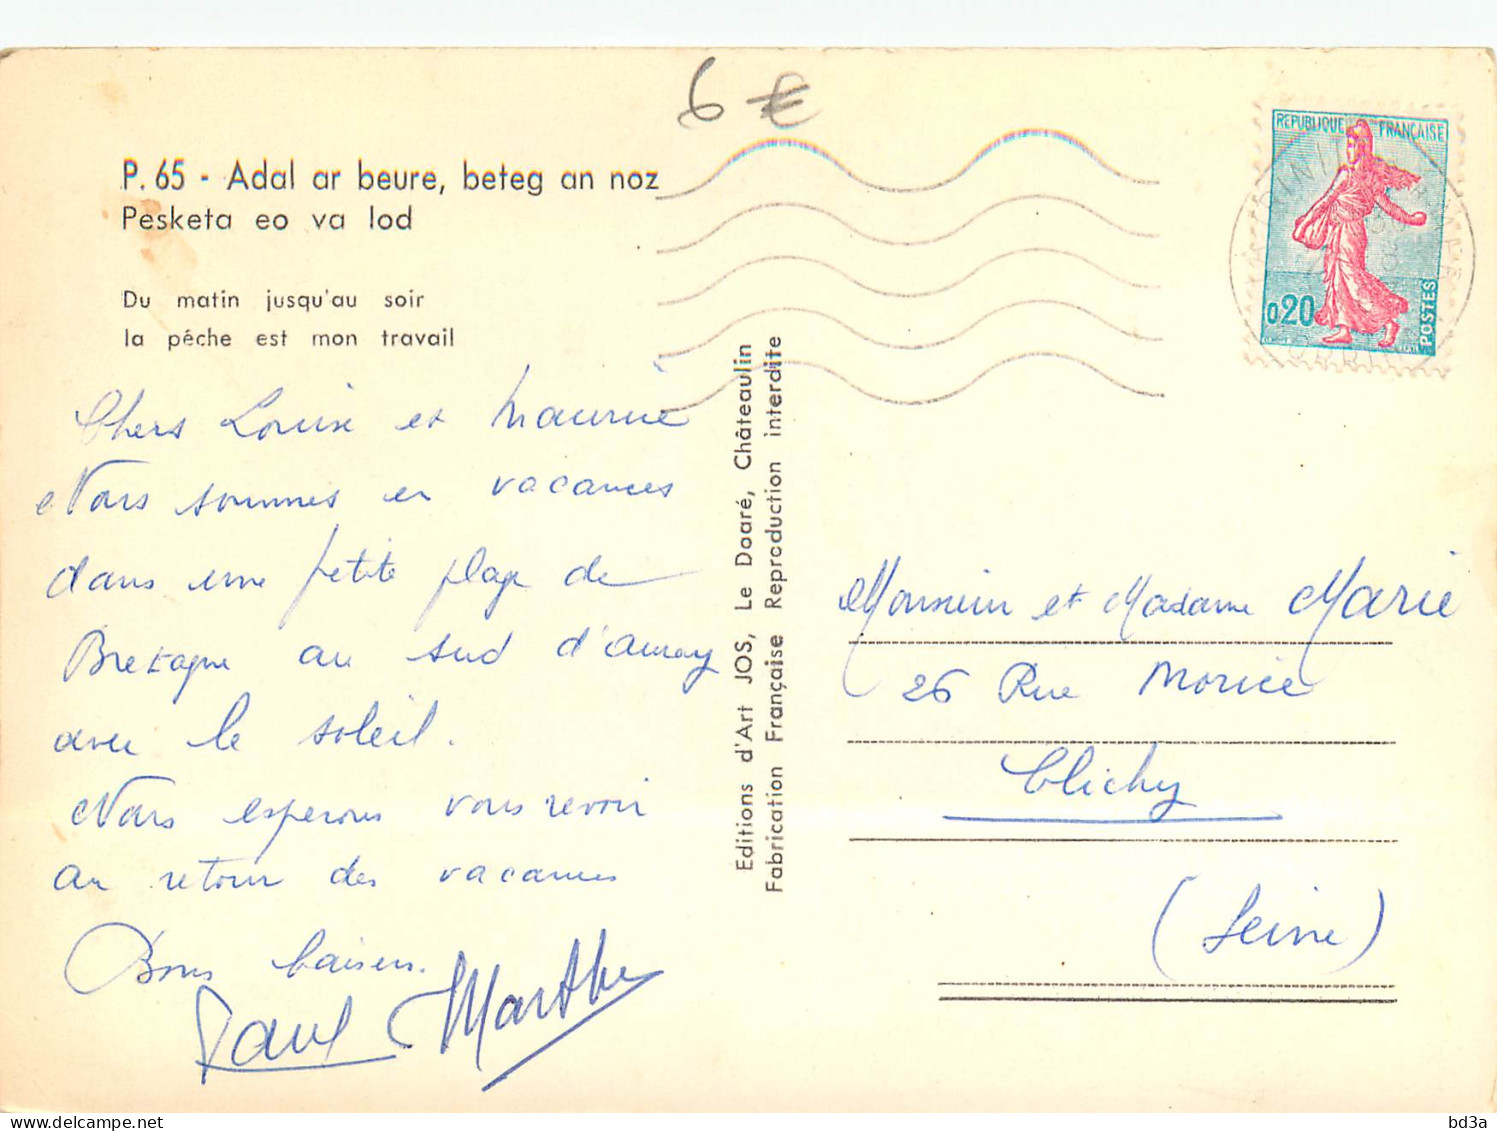 6 €
P. 65 - Adal ar beure, beteg an noz
Pesketa eo va lod
Du matin jusqu'au soir
la pêche est mon travail
Chers Louise et Maurice
Nous sommes en vacances
dans une petite plage de
Bretagne au sud d'auray
avec le soleil.
Nous esperons vous revoir
au retour des vacances
Bons baisers.
Paul Marthe
Editions d'Art JOS, Le Doaré, Châteaulin
Fabrication Française Reproduction interdite
REPUBLIQUE FRANÇAISE
0,20
POSTES
Monsieur et Madame Marie
26 Rue Morice
Clichy
(Seine)
bd3a